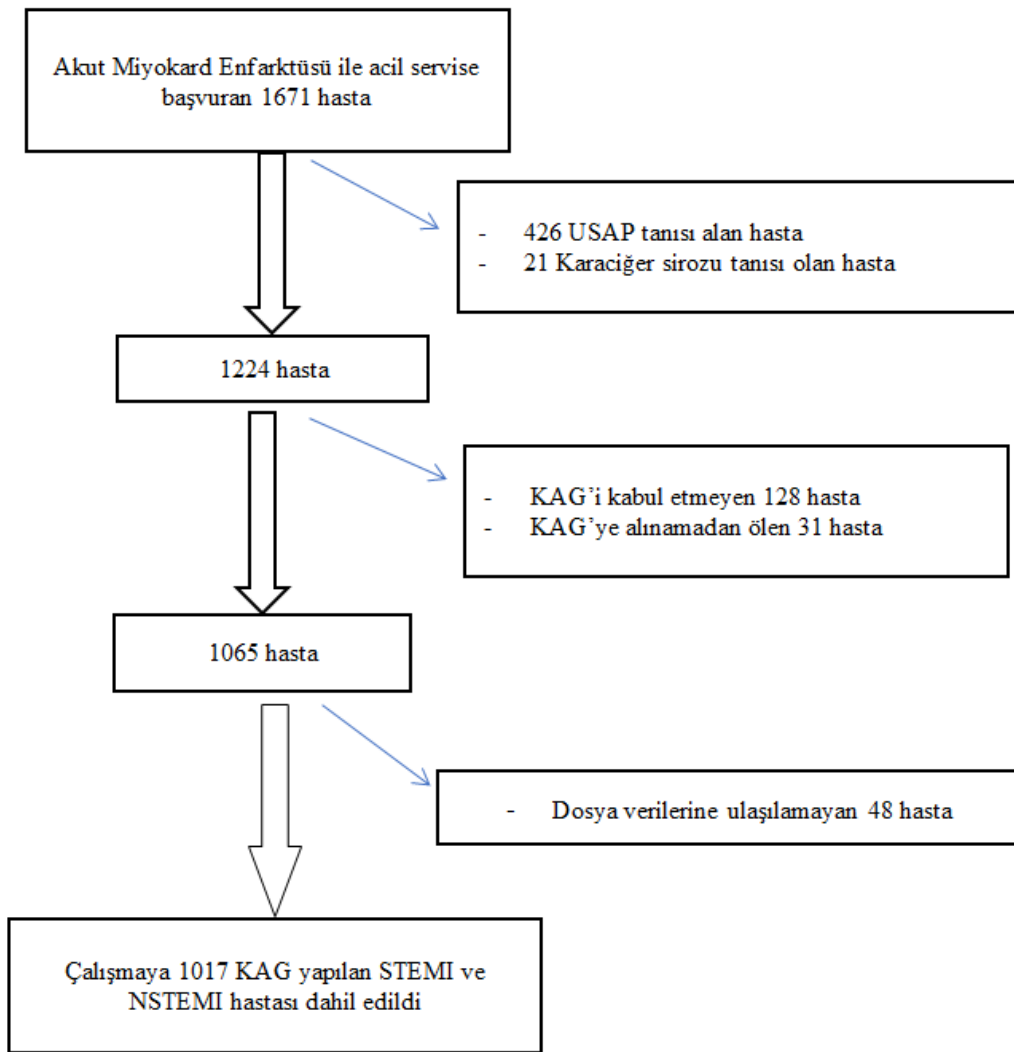 Akut Miyokard Enfarktüsü ile acil servise
başvuran 1671 hasta
- 426 USAP tanısı alan hasta
- 21 Karaciğer sirozu tanısı olan hasta
1224 hasta
- KAG’i kabul etmeyen 128 hasta
- KAG’ye alınamadan ölen 31 hasta
1065 hasta
- Dosya verilerine ulaşılamayan 48 hasta
Çalışmaya 1017 KAG yapılan STEMI ve
NSTEMI hastası dahil edildi